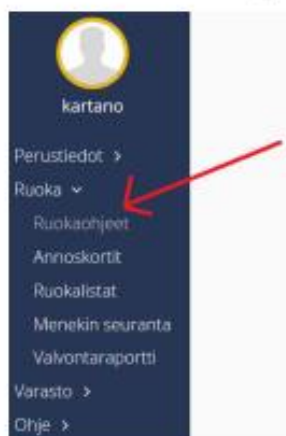 kartano
Perustiedot >
Ruoka ⌄
Ruokaohjeet
Annoskortit
Ruokalistat
Menekin seuranta
Valvontaraportti
Varasto >
Ohje >